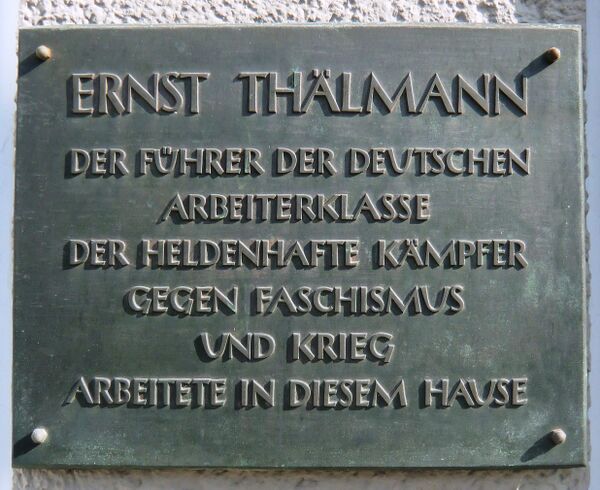 ERNST THÄLMANN
DER FÜHRER DER DEUTSCHEN
ARBEITERKLASSE
DER HELDENHAFTE KÄMPFER
GEGEN FASCHISMUS
UND KRIEG
ARBEITETE IN DIESEM HAUSE